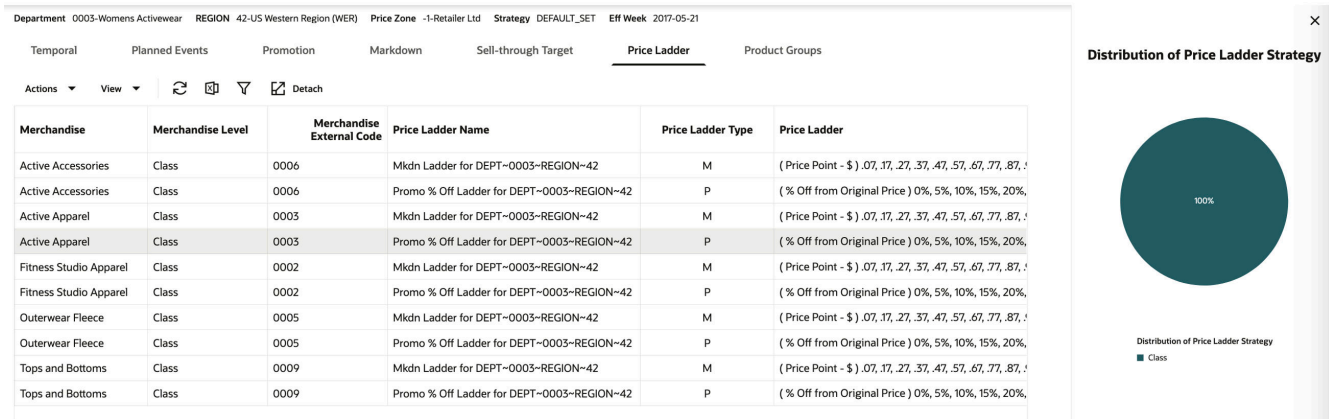 Department 0003-Womens Activewear REGION 42-US Western Region (WER) Price Zone -1-Retailer Ltd Strategy DEFAULT_SET Eff Week 2017-05-21
Temporal Planned Events Promotion Markdown Sell-through Target Price Ladder Product Groups
Actions View Detach
Merchandise Merchandise Level Merchandise External Code Price Ladder Name Price Ladder Type Price Ladder
Active Accessories Class 0006 Mkdn Ladder for DEPT~0003~REGION~42 M ( Price Point - $ ) .07, .17, .27, .37, .47, .57, .67, .77, .87,
Active Accessories Class 0006 Promo % Off Ladder for DEPT~0003~REGION~42 P ( % Off from Original Price ) 0%, 5%, 10%, 15%, 20%,
Active Apparel Class 0003 Mkdn Ladder for DEPT~0003~REGION~42 M ( Price Point - $ ) .07, .17, .27, .37, .47, .57, .67, .77, .87,
Active Apparel Class 0003 Promo % Off Ladder for DEPT~0003~REGION~42 P ( % Off from Original Price ) 0%, 5%, 10%, 15%, 20%,
Fitness Studio Apparel Class 0002 Mkdn Ladder for DEPT~0003~REGION~42 M ( Price Point - $ ) .07, .17, .27, .37, .47, .57, .67, .77, .87,
Fitness Studio Apparel Class 0002 Promo % Off Ladder for DEPT~0003~REGION~42 P ( % Off from Original Price ) 0%, 5%, 10%, 15%, 20%,
Outerwear Fleece Class 0005 Mkdn Ladder for DEPT~0003~REGION~42 M ( Price Point - $ ) .07, .17, .27, .37, .47, .57, .67, .77, .87,
Outerwear Fleece Class 0005 Promo % Off Ladder for DEPT~0003~REGION~42 P ( % Off from Original Price ) 0%, 5%, 10%, 15%, 20%,
Tops and Bottoms Class 0009 Mkdn Ladder for DEPT~0003~REGION~42 M ( Price Point - $ ) .07, .17, .27, .37, .47, .57, .67, .77, .87,
Tops and Bottoms Class 0009 Promo % Off Ladder for DEPT~0003~REGION~42 P ( % Off from Original Price ) 0%, 5%, 10%, 15%, 20%,
Distribution of Price Ladder Strategy
100%
Distribution of Price Ladder Strategy
Class